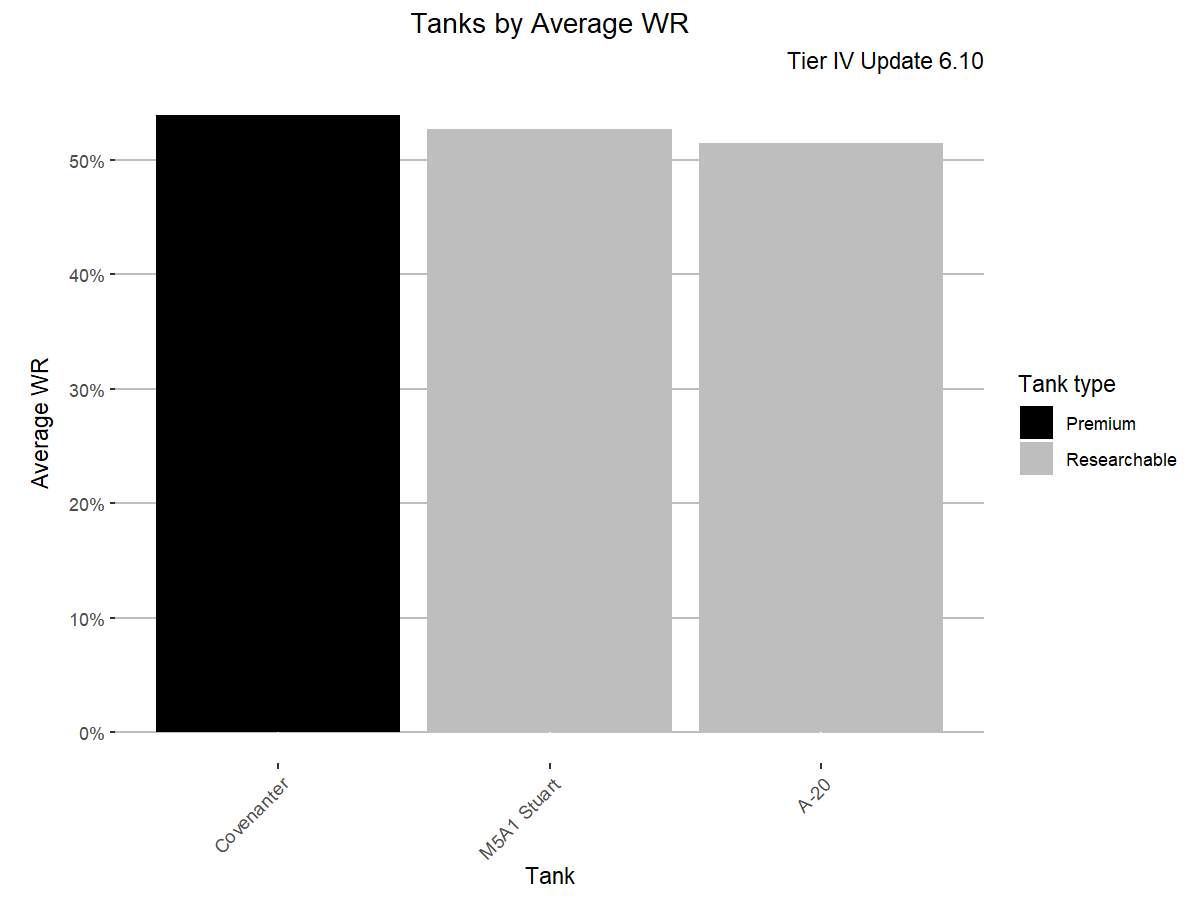 Tanks by Average WR
Tier IV Update 6.10
Average WR
50%
40%
30%
20%
10%
0%
Covenanter
M5A1 Stuart
A-20
Tank
Tank type
Premium
Researchable